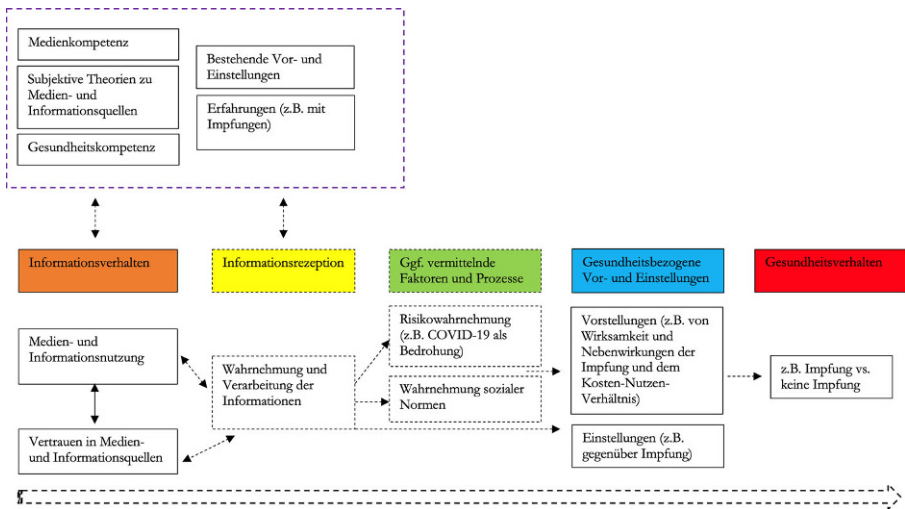 Medienkompetenz
Subjektive Theorien zu
Medien- und
Informationsquellen
Gesundheitskompetenz
Bestehende Vor- und
Einstellungen
Erfahrungen (z.B. mit
Impfungen)
Informationsverhalten
Informationsrezeption
Ggf. vermittelnde
Faktoren und Prozesse
Gesundheitsbezogene
Vor- und Einstellungen
Gesundheitsverhalten
Medien- und
Informationsnutzung
Vertrauen in Medien-
und Informationsquellen
Wahrnehmung und
Verarbeitung der
Informationen
Risikowahrnehmung
(z.B. COVID-19 als
Bedrohung)
Wahrnehmung sozialer
Normen
Vorstellungen (z.B. von
Wirksamkeit und
Nebenwirkungen der
Impfung und dem
Kosten-Nutzen-
Verhältnis)
Einstellungen (z.B.
gegenüber Impfung)
z.B. Impfung vs.
keine Impfung